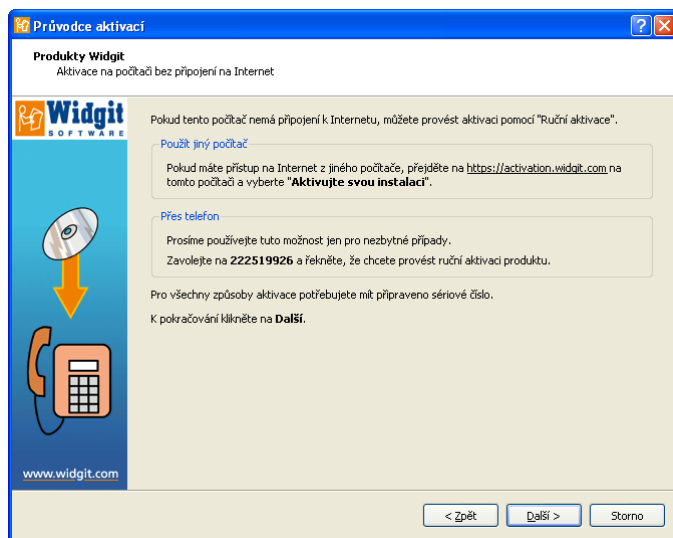 Průvodce aktivací
Produkty Widgit
Aktivace na počítači bez připojení na Internet
Widgit
SOFTWARE
Pokud tento počítač nemá připojení k Internetu, můžete provést aktivaci pomocí "Ruční aktivace".
Použít jiný počítač
Pokud máte přístup na Internet z jiného počítače, přejděte na https://activation.widgit.com na
tomto počítači a vyberte "Aktivujte svou instalaci".
Přes telefon
Prosíme používejte tuto možnost jen pro nezbytné případy.
Zavolejte na 222519926 a řekněte, že chcete provést ruční aktivaci produktu.
Pro všechny způsoby aktivace potřebujete mít připraveno sériové číslo.
K pokračování klikněte na Další.
www.widgit.com
< Zpět
Další >
Storno